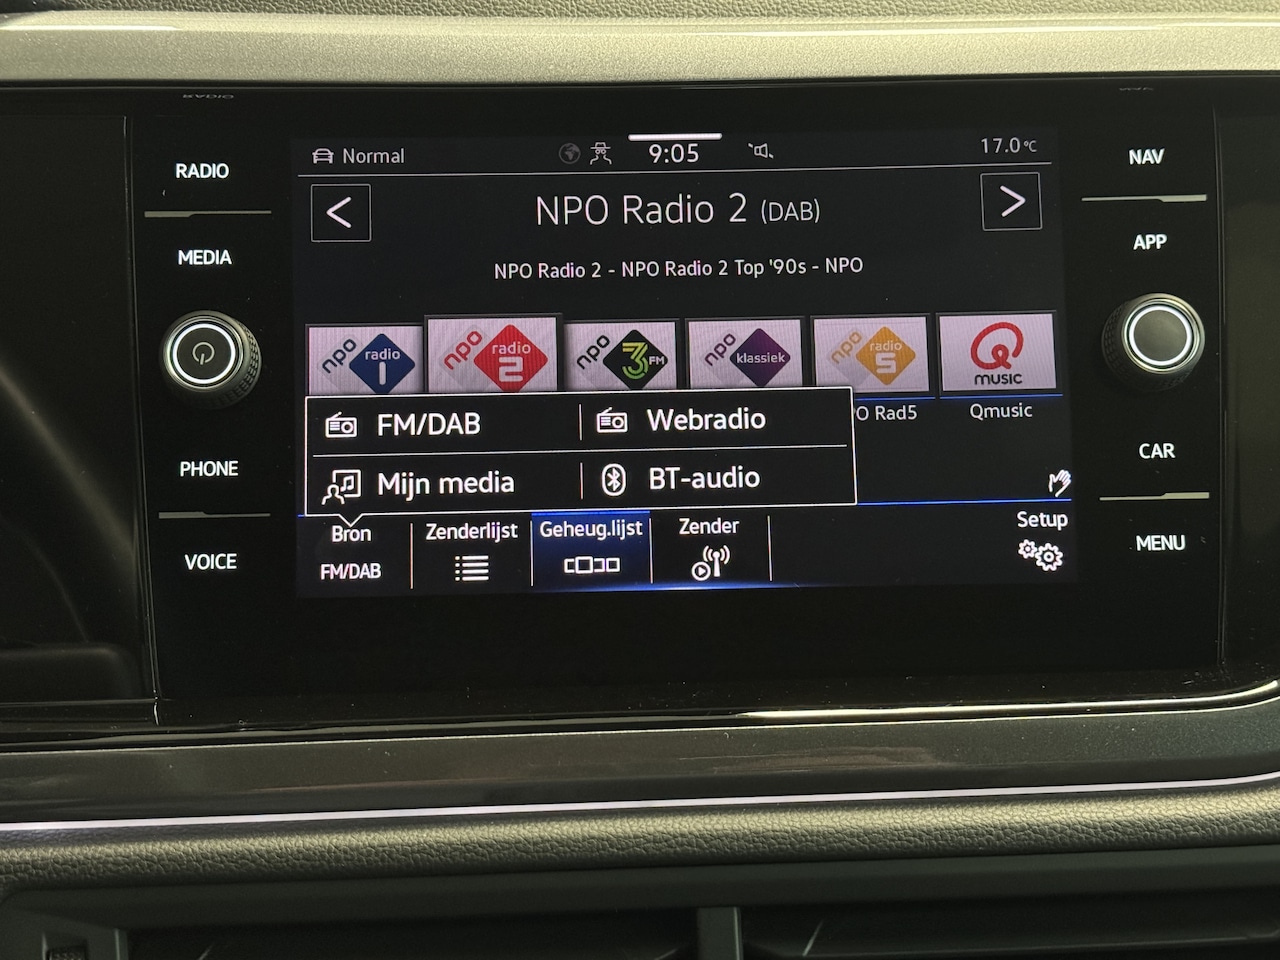 RADIO
MEDIA
PHONE
VOICE
Normal
9:05
17.0°C
NPO Radio 2 (DAB)
NPO Radio 2 - NPO Radio 2 Top '90s - NPO
npo radio 1
npo radio 2
npo 3FM
npo klassiek
npo radio 5
Q MUSIC
O Rad5
Qmusic
FM/DAB
Webradio
Mijn media
BT-audio
Bron
FM/DAB
Zenderlijst
Geheug.lijst
Zender
Setup
NAV
APP
CAR
MENU